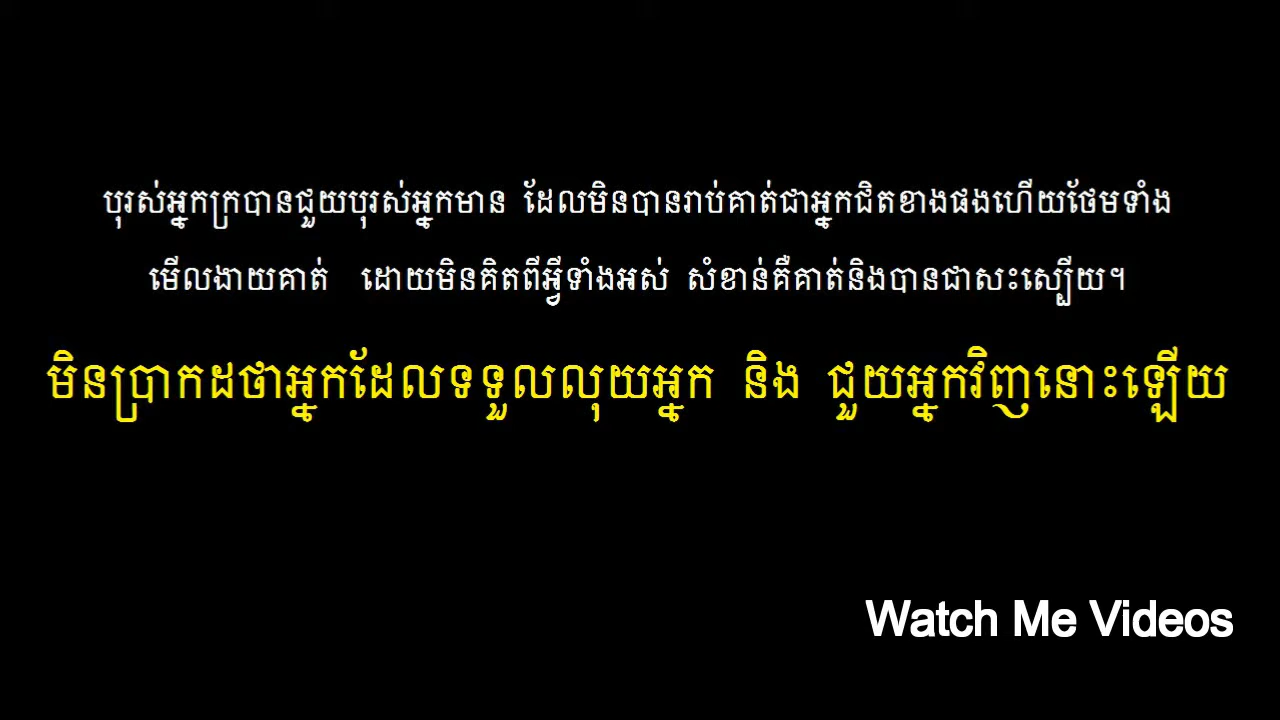 បុរស់អ្នកក្របានជួយបុរស់អ្នកមាន ដែលមិនបានរាប់គាត់ជាអ្នកជិតខាងផងហើយថែមទាំង
មើលងាយគាត់ ដោយមិនគិតពីអ្វីទាំងអស់ សំខាន់គឺគាត់និងបានជាសះស្បើយ។
មិនប្រាកដថាអ្នកដែលទទួលលុយអ្នក និង ជួយអ្នកវិញនោះឡើយ
Watch Me Videos